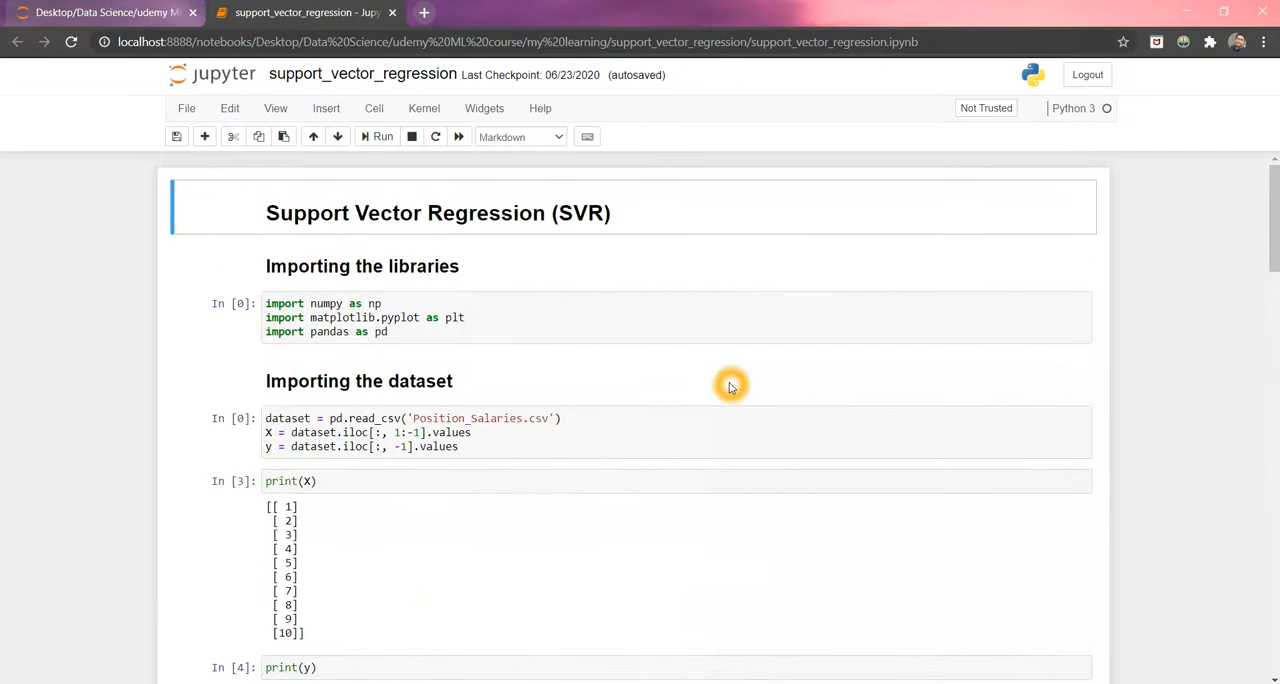 Desktop/Data Science/udemy M
support_vector_regression - Jupy
localhost:8888/notebooks/Desktop/Data%20Science/udemy%20ML%20course/my%20learning/support_vector_regression/support_vector_regression.ipynb
jupyter support_vector_regression Last Checkpoint: 06/23/2020 (autosaved)
Logout
File Edit View Insert Cell Kernel Widgets Help
Not Trusted
Python 3
Run
Markdown
Support Vector Regression (SVR)
Importing the libraries
In [0]: import numpy as np
import matplotlib.pyplot as plt
import pandas as pd
Importing the dataset
In [0]: dataset = pd.read_csv('Position_Salaries.csv')
X = dataset.iloc[:, 1:-1].values
y = dataset.iloc[:, -1].values
In [3]: print(X)
[[ 1]
[ 2]
[ 3]
[ 4]
[ 5]
[ 6]
[ 7]
[ 8]
[ 9]
[10]]
In [4]: print(y)